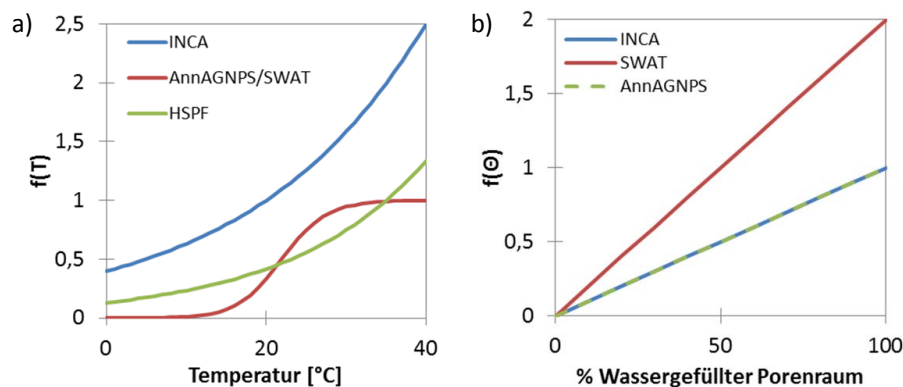 a)
2,5
2
1,5
1
0,5
0
f(T)
INCA
AnnAGNPS/SWAT
HSPF
0
20
40
Temperatur [°C]
b)
2
1,5
1
0,5
0
f(Θ)
INCA
SWAT
AnnAGNPS
0
50
100
% Wassergefüllter Porenraum